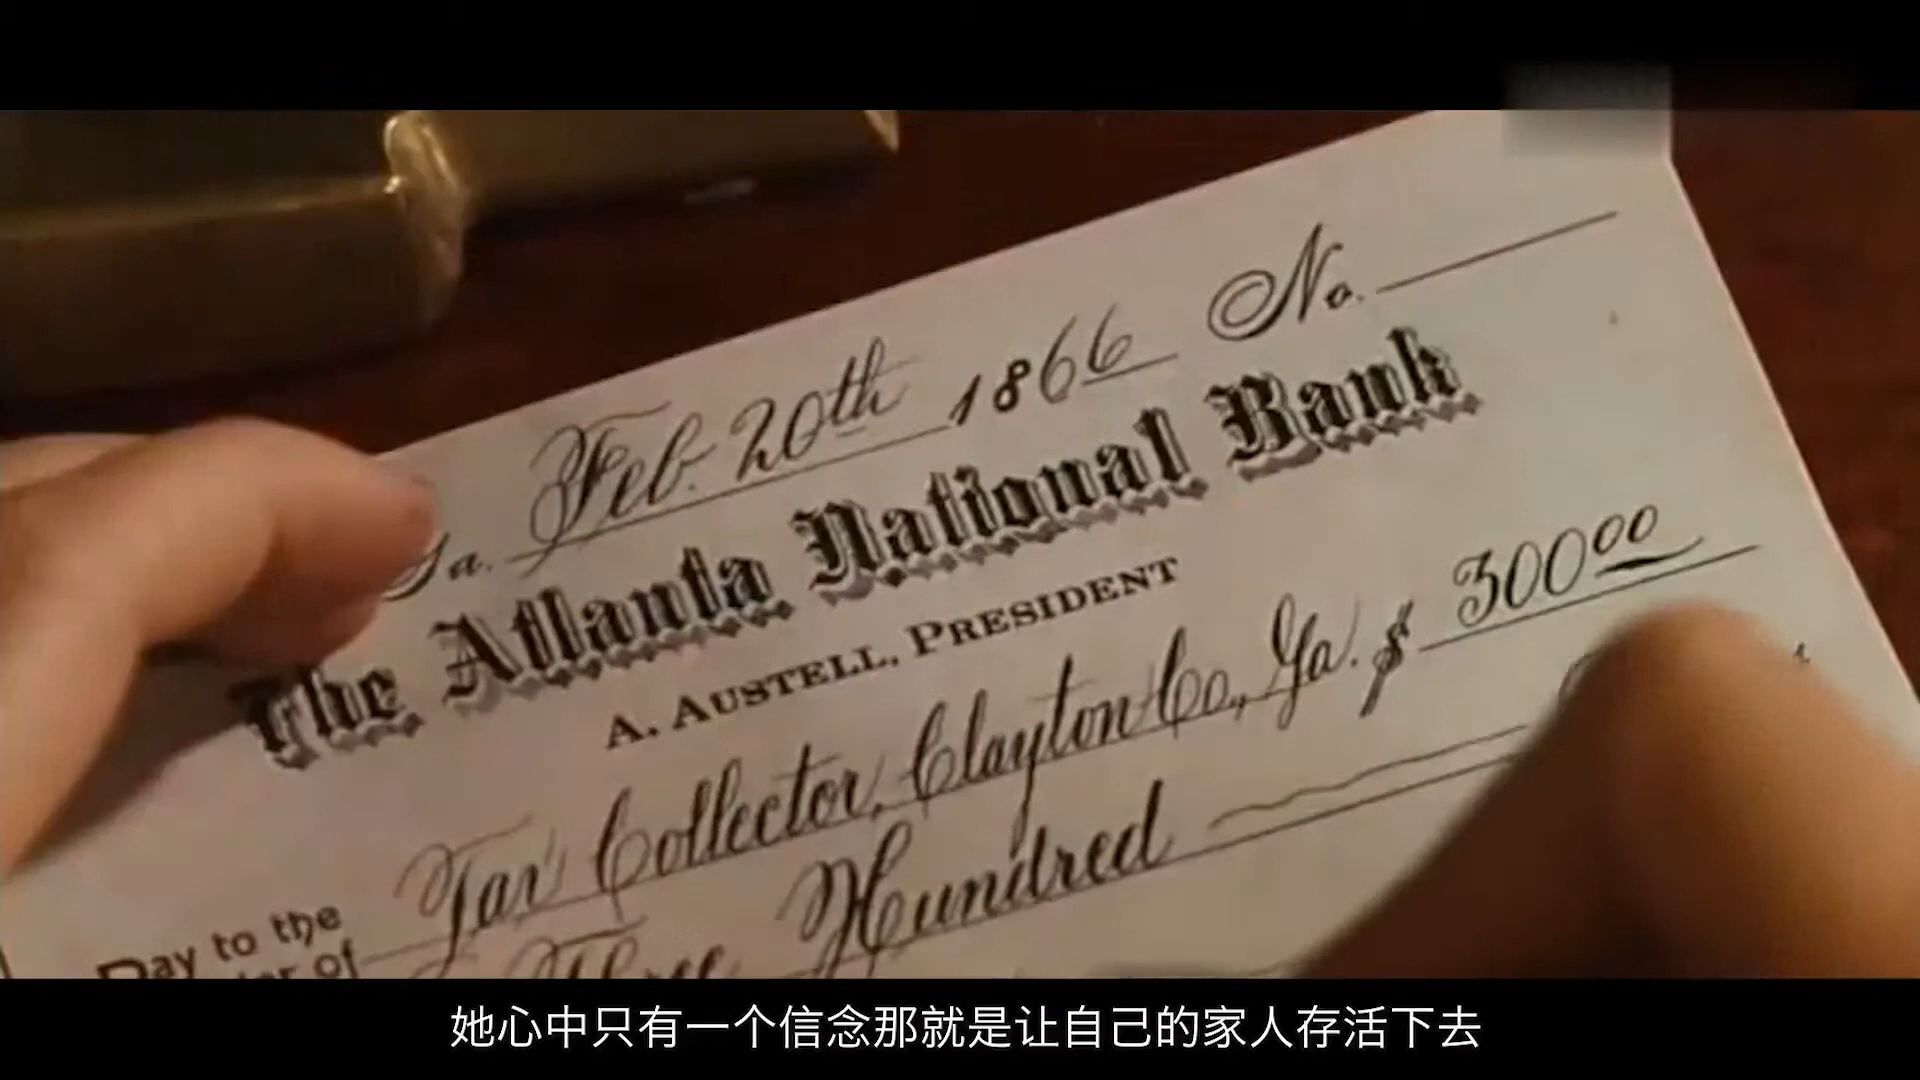 Ga. Feb. 20th 1866 No.
The Atlanta National Bank
A. AUSTELL, PRESIDENT
Pay to the
order of Tax Collector, Clayton Co., Ga. $ 300 00
Three Hundred
她心中只有一个信念那就是让自己的家人存活下去